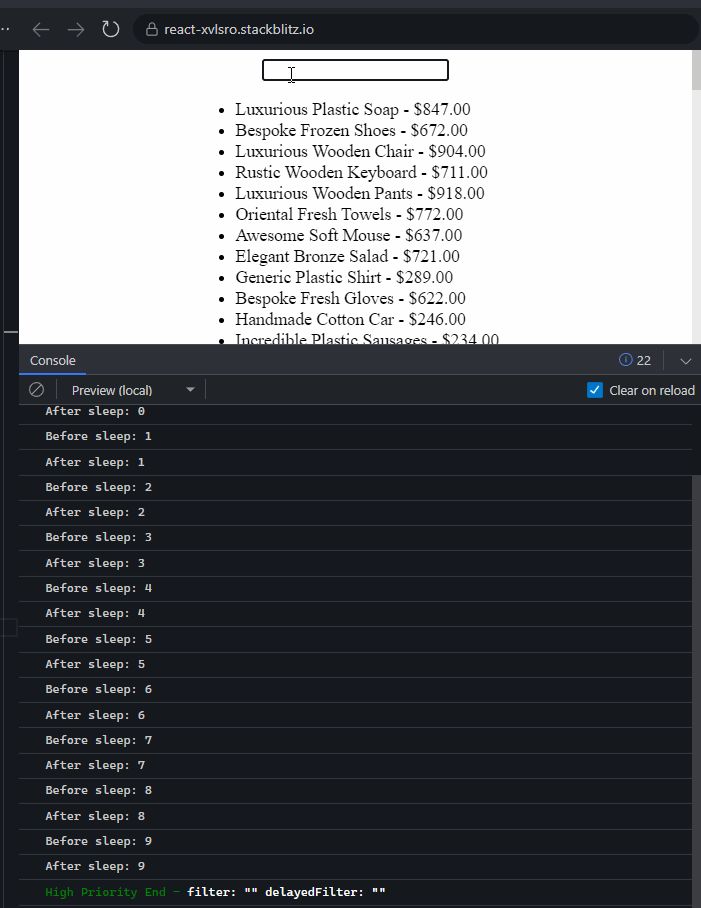 react-xvlsro.stackblitz.io
Luxurious Plastic Soap - $847.00
Bespoke Frozen Shoes - $672.00
Luxurious Wooden Chair - $904.00
Rustic Wooden Keyboard - $711.00
Luxurious Wooden Pants - $918.00
Oriental Fresh Towels - $772.00
Awesome Soft Mouse - $637.00
Elegant Bronze Salad - $721.00
Generic Plastic Shirt - $289.00
Bespoke Fresh Gloves - $622.00
Handmade Cotton Car - $246.00
Incredible Plastic Sausages - $234.00
Console 22
Preview (local) Clear on reload
After sleep: 0
Before sleep: 1
After sleep: 1
Before sleep: 2
After sleep: 2
Before sleep: 3
After sleep: 3
Before sleep: 4
After sleep: 4
Before sleep: 5
After sleep: 5
Before sleep: 6
After sleep: 6
Before sleep: 7
After sleep: 7
Before sleep: 8
After sleep: 8
Before sleep: 9
After sleep: 9
High Priority End - filter: "" delayedFilter: ""